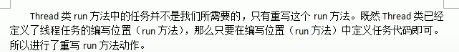 Thread 类 run 方法中的任务并不是我们所需要的，只有重写这个 run 方法。既然 Thread 类已经
定义了线程任务的编写位置（run 方法），那么只要在编写位置（run 方法）中定义任务代码即可。
所以进行了重写 run 方法动作。